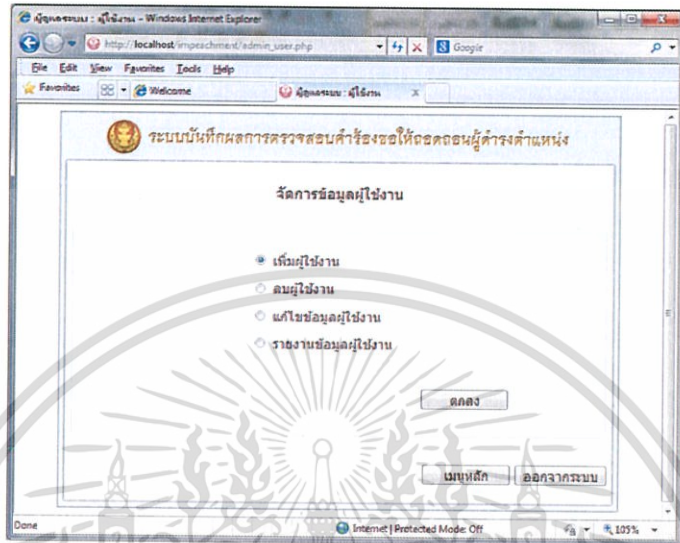 ผู้ดูแลระบบ : ผู้ใช้งาน - Windows Internet Explorer
http://localhost/impeachment/admin_user.php
Google
File Edit View Favorites Tools Help
Favorites Welcome ผู้ดูแลระบบ : ผู้ใช้งาน
ระบบบันทึกผลการตรวจสอบคำร้องขอให้ถอดถอนผู้ดำรงตำแหน่ง
จัดการข้อมูลผู้ใช้งาน
เพิ่มผู้ใช้งาน
ลบผู้ใช้งาน
แก้ไขข้อมูลผู้ใช้งาน
รายงานข้อมูลผู้ใช้งาน
ตกลง
เมนูหลัก ออกจากระบบ
Done Internet | Protected Mode: Off 105%